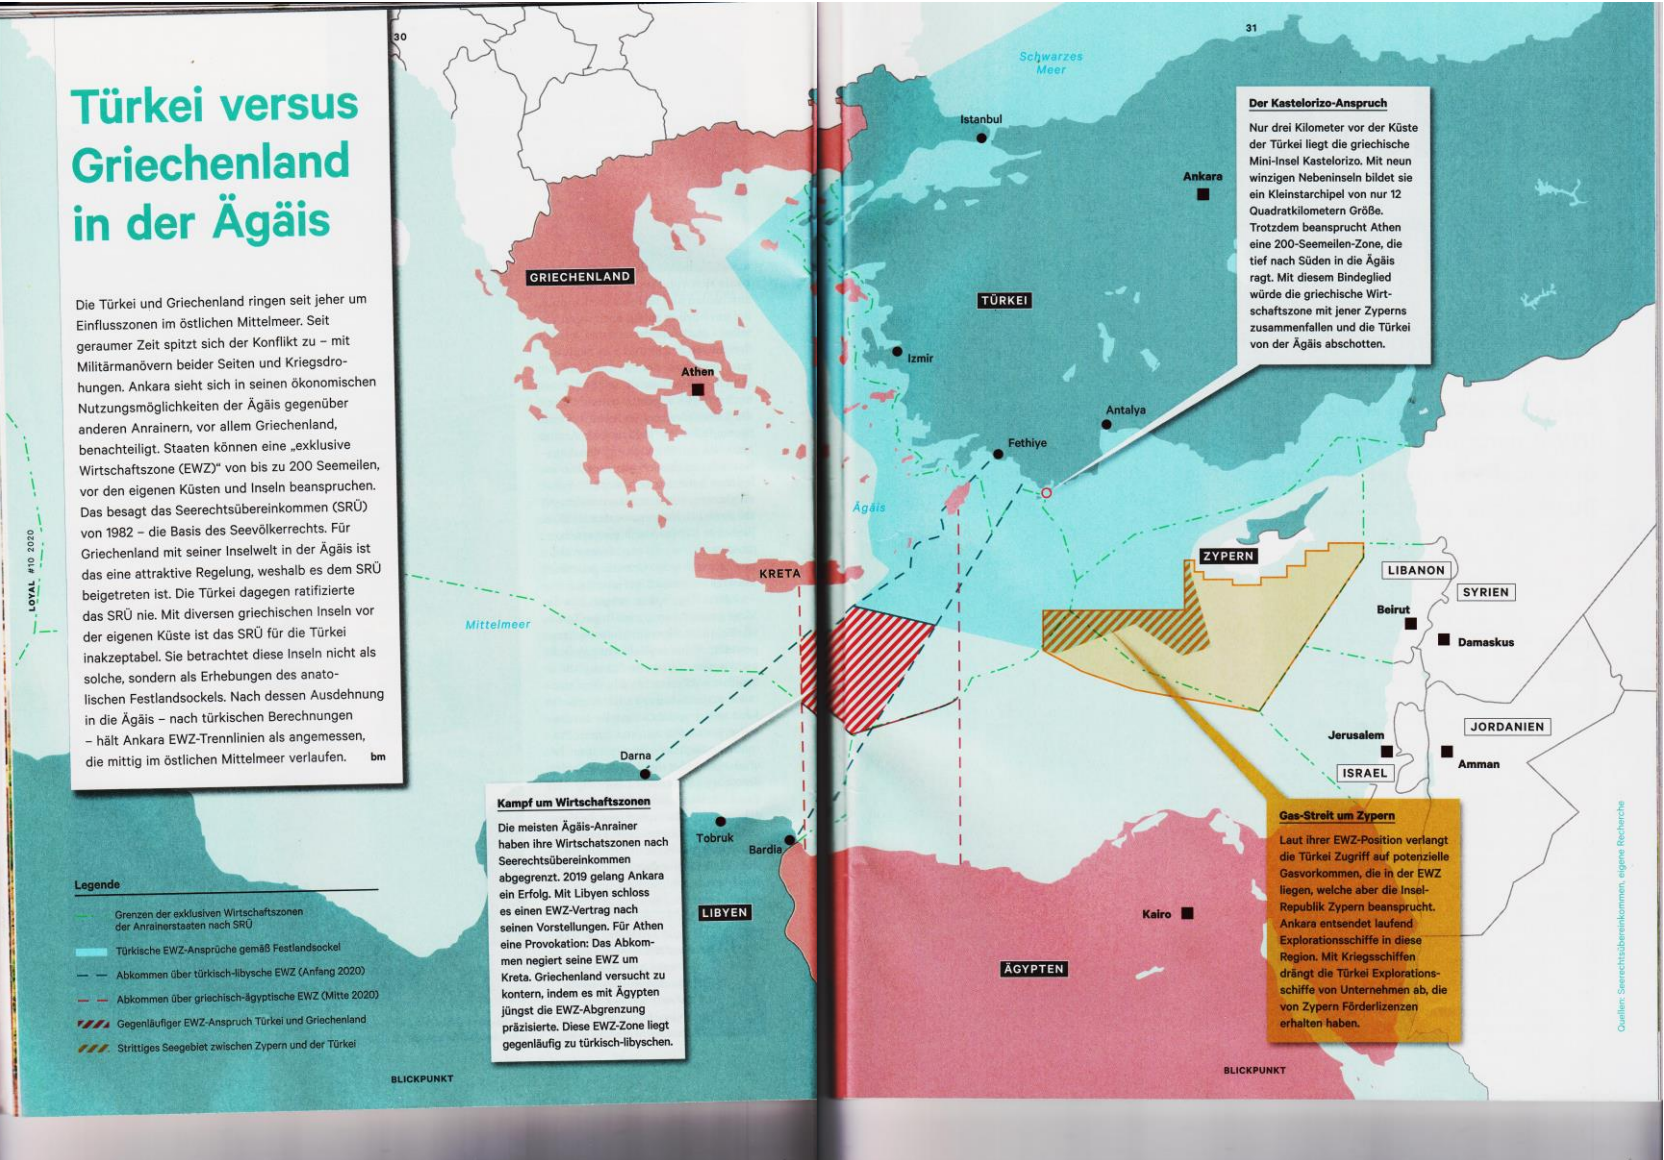 30
Türkei versus
Griechenland
in der Ägäis
Die Türkei und Griechenland ringen seit jeher um
Einflusszonen im östlichen Mittelmeer. Seit
geraumer Zeit spitzt sich der Konflikt zu – mit
Militärmanövern beider Seiten und Kriegsdro-
hungen. Ankara sieht sich in seinen ökonomischen
Nutzungsmöglichkeiten der Ägäis gegenüber
anderen Anrainern, vor allem Griechenland,
benachteiligt. Staaten können eine „exklusive
Wirtschaftszone (EWZ)“ von bis zu 200 Seemeilen,
vor den eigenen Küsten und Inseln beanspruchen.
Das besagt das Seerechtsübereinkommen (SRÜ)
von 1982 – die Basis des Seevölkerrechts. Für
Griechenland mit seiner Inselwelt in der Ägäis ist
das eine attraktive Regelung, weshalb es dem SRÜ
beigetreten ist. Die Türkei dagegen ratifizierte
das SRÜ nie. Mit diversen griechischen Inseln vor
der eigenen Küste ist das SRÜ für die Türkei
inakzeptabel. Sie betrachtet diese Inseln nicht als
solche, sondern als Erhebungen des anato-
lischen Festlandsockels. Nach dessen Ausdehnung
in die Ägäis – nach türkischen Berechnungen
– hält Ankara EWZ-Trennlinien als angemessen,
die mittig im östlichen Mittelmeer verlaufen. bm
LOYAL #10 2020
Legende
Grenzen der exklusiven Wirtschaftszonen
der Anrainerstaaten nach SRÜ
Türkische EWZ-Ansprüche gemäß Festlandsockel
Abkommen über türkisch-libysche EWZ (Anfang 2020)
Abkommen über griechisch-ägyptische EWZ (Mitte 2020)
Gegenläufiger EWZ-Anspruch Türkei und Griechenland
Strittiges Seegebiet zwischen Zypern und der Türkei
BLICKPUNKT
GRIECHENLAND
Athen
KRETA
Mittelmeer
Darna
Tobruk
Bardia
LIBYEN
Kampf um Wirtschaftszonen
Die meisten Ägäis-Anrainer
haben ihre Wirtschatszonen nach
Seerechtsübereinkommen
abgegrenzt. 2019 gelang Ankara
ein Erfolg. Mit Libyen schloss
es einen EWZ-Vertrag nach
seinen Vorstellungen. Für Athen
eine Provokation: Das Abkom-
men negiert seine EWZ um
Kreta. Griechenland versucht zu
kontern, indem es mit Ägypten
jüngst die EWZ-Abgrenzung
präzisierte. Diese EWZ-Zone liegt
gegenläufig zu türkisch-libyschen.
31
Schwarzes
Meer
Istanbul
Ankara
TÜRKEI
Izmir
Antalya
Fethiye
Ägäis
Der Kastelorizo-Anspruch
Nur drei Kilometer vor der Küste
der Türkei liegt die griechische
Mini-Insel Kastelorizo. Mit neun
winzigen Nebeninseln bildet sie
ein Kleinstarchipel von nur 12
Quadratkilometern Größe.
Trotzdem beansprucht Athen
eine 200-Seemeilen-Zone, die
tief nach Süden in die Ägäis
ragt. Mit diesem Bindeglied
würde die griechische Wirt-
schaftszone mit jener Zyperns
zusammenfallen und die Türkei
von der Ägäis abschotten.
ZYPERN
LIBANON
SYRIEN
Beirut
Damaskus
JORDANIEN
Jerusalem
Amman
ISRAEL
Kairo
ÄGYPTEN
Gas-Streit um Zypern
Laut ihrer EWZ-Position verlangt
die Türkei Zugriff auf potenzielle
Gasvorkommen, die in der EWZ
liegen, welche aber die Insel-
Republik Zypern beansprucht.
Ankara entsendet laufend
Explorationsschiffe in diese
Region. Mit Kriegsschiffen
drängt die Türkei Explorations-
schiffe von Unternehmen ab, die
von Zypern Förderlizenzen
erhalten haben.
BLICKPUNKT
Quellen: Seerechtsübereinkommen, eigene Recherche